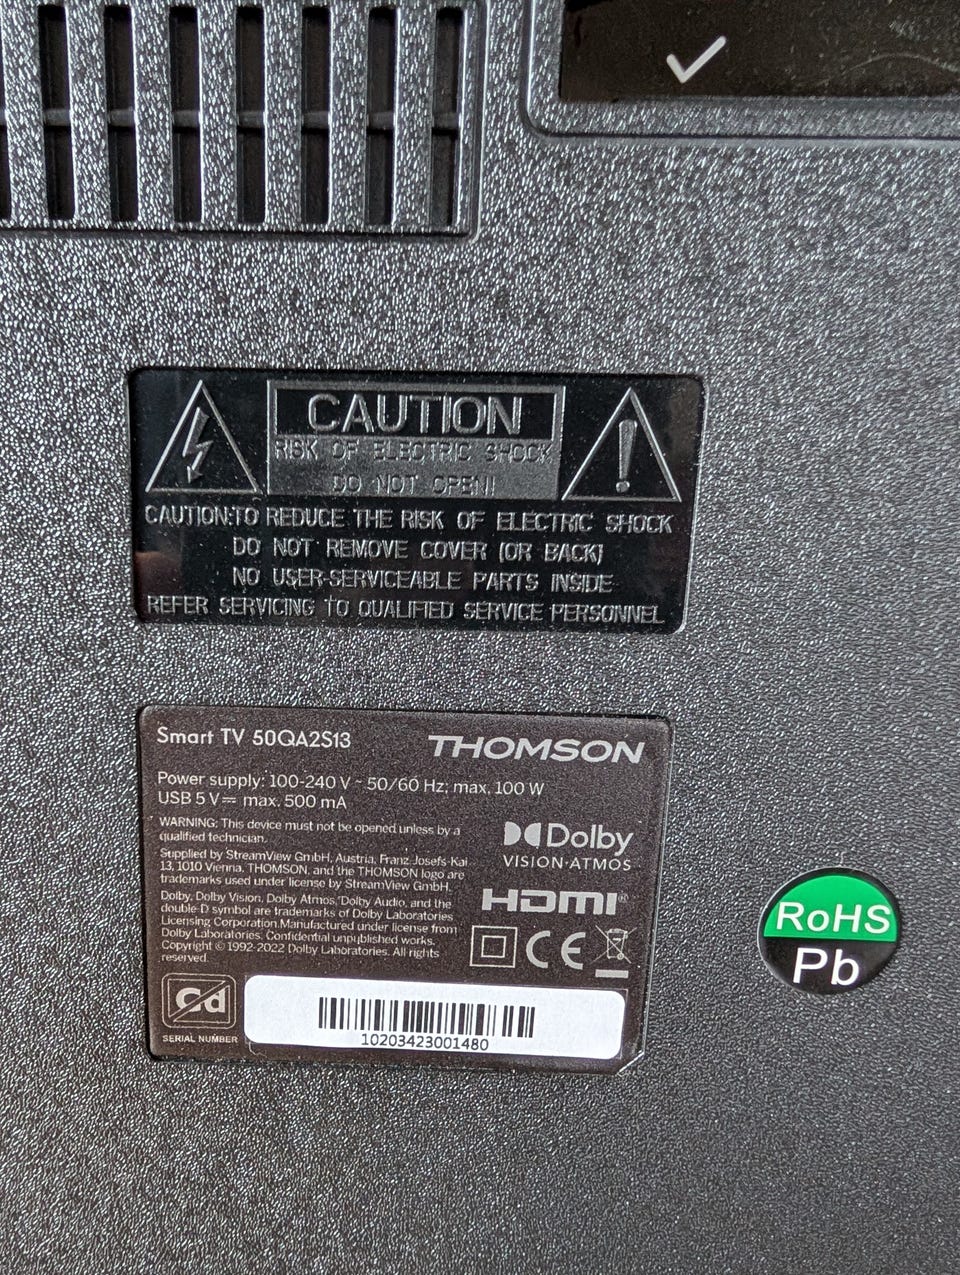 CAUTION
RISK OF ELECTRIC SHOCK
DO NOT OPEN!!
CAUTION:TO REDUCE THE RISK OF ELECTRIC SHOCK
DO NOT REMOVE COVER (OR BACK)
NO USER-SERVICEABLE PARTS INSIDE
REFER SERVICING TO QUALIFIED SERVICE PERSONNEL
Smart TV 50QA2S13
THOMSON
Power supply: 100-240 V ~ 50/60 Hz; max. 100 W
USB 5 V⎓ max. 500 mA
WARNING: This device must not be opened unless by a
qualified technician.
Supplied by StreamView GmbH, Austria, Franz-Josefs-Kai
13, 1010 Vienna. THOMSON, and the THOMSON logo are
trademarks used under license by StreamView GmbH.
Dolby, Dolby Vision, Dolby Atmos, Dolby Audio, and the
double-D symbol are trademarks of Dolby Laboratories
Licensing Corporation.Manufactured under license from
Dolby Laboratories. Confidential unpublished works.
Copyright © 1992-2022 Dolby Laboratories. All rights
reserved.
Dolby
VISION·ATMOS
HDMI®
CE
Cd
SERIAL NUMBER
10203423001480
RoHS
Pb